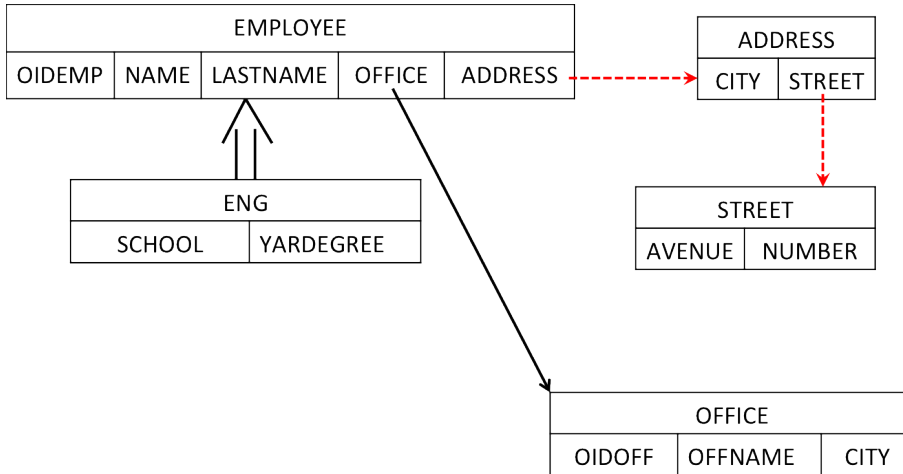 EMPLOYEE
OIDEMP NAME LASTNAME OFFICE ADDRESS
ADDRESS
CITY STREET
ENG
SCHOOL YARDEGREE
STREET
AVENUE NUMBER
OFFICE
OIDOFF OFFNAME CITY